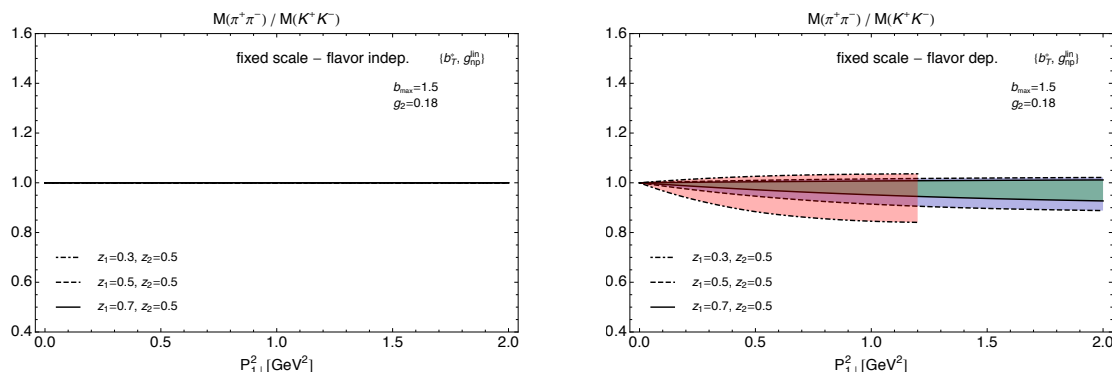 M(π⁺π⁻) / M(K⁺K⁻)
fixed scale – flavor indep. {b*_T, g^lin_np}
b_max=1.5
g₂=0.18
z₁=0.3, z₂=0.5
z₁=0.5, z₂=0.5
z₁=0.7, z₂=0.5
1.6
1.4
1.2
1.0
0.8
0.6
0.4
0.0 0.5 1.0 1.5 2.0
P²₁⊥[GeV²]
M(π⁺π⁻) / M(K⁺K⁻)
fixed scale – flavor dep. {b*_T, g^lin_np}
b_max=1.5
g₂=0.18
z₁=0.3, z₂=0.5
z₁=0.5, z₂=0.5
z₁=0.7, z₂=0.5
1.6
1.4
1.2
1.0
0.8
0.6
0.4
0.0 0.5 1.0 1.5 2.0
P²₁⊥[GeV²]